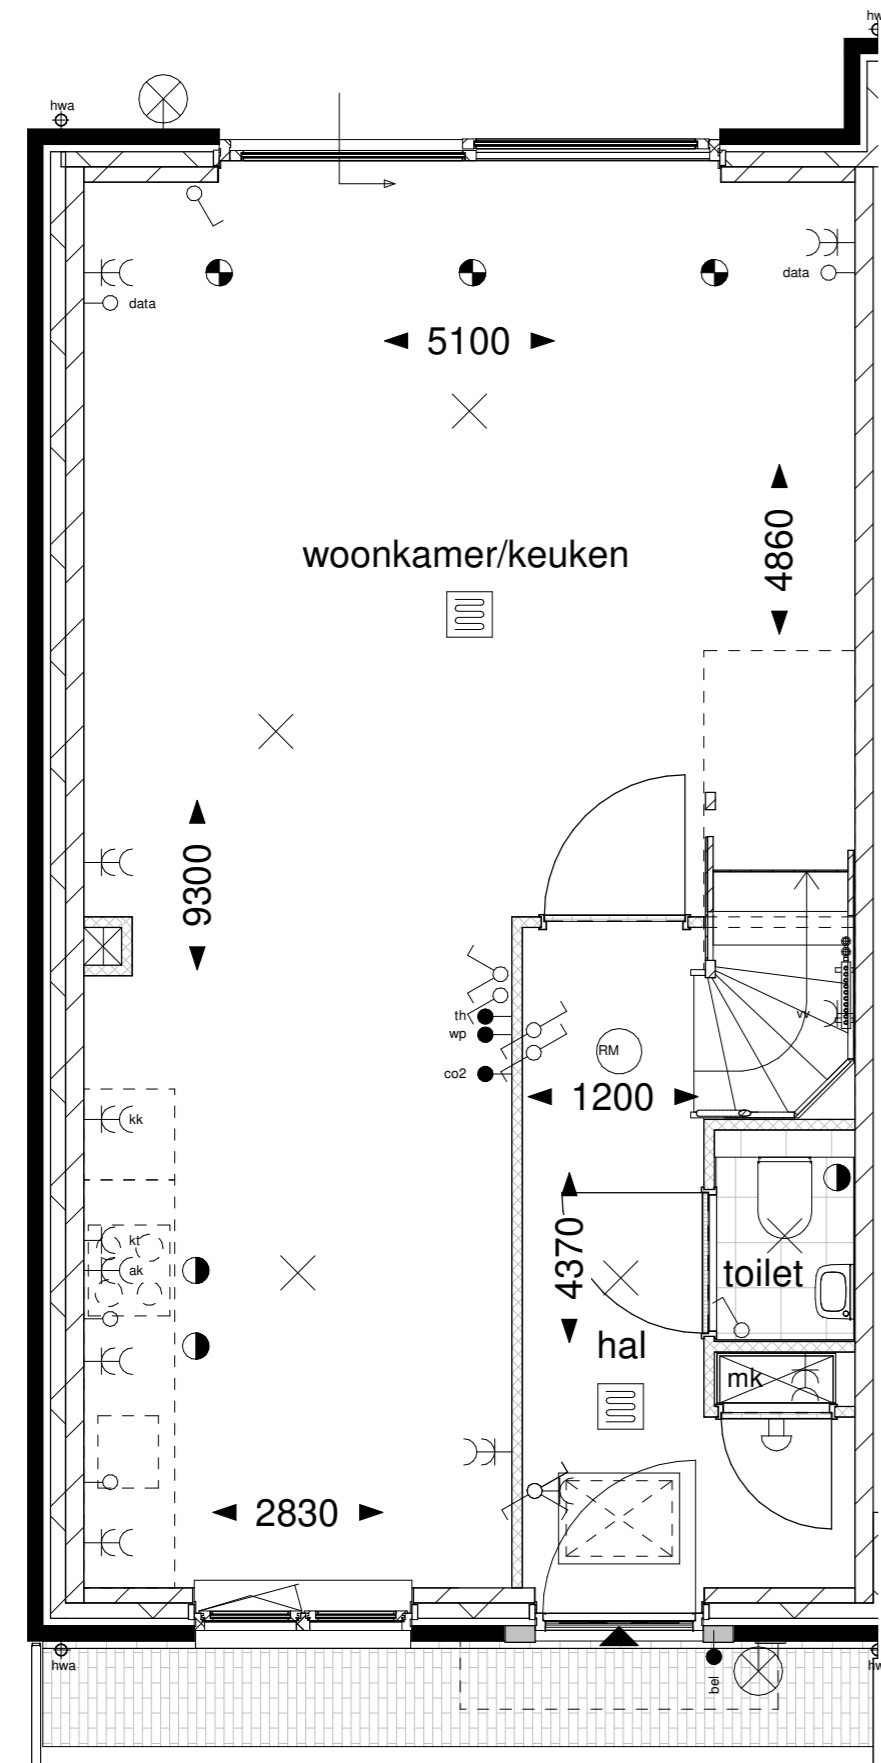 hw
hwa
data
data
5100
4860
woonkamer/keuken
9300
th
wp
RM
co2
1200
kk
kt
ak
4370
toilet
hal
mk
2830
hwa
hw
bel